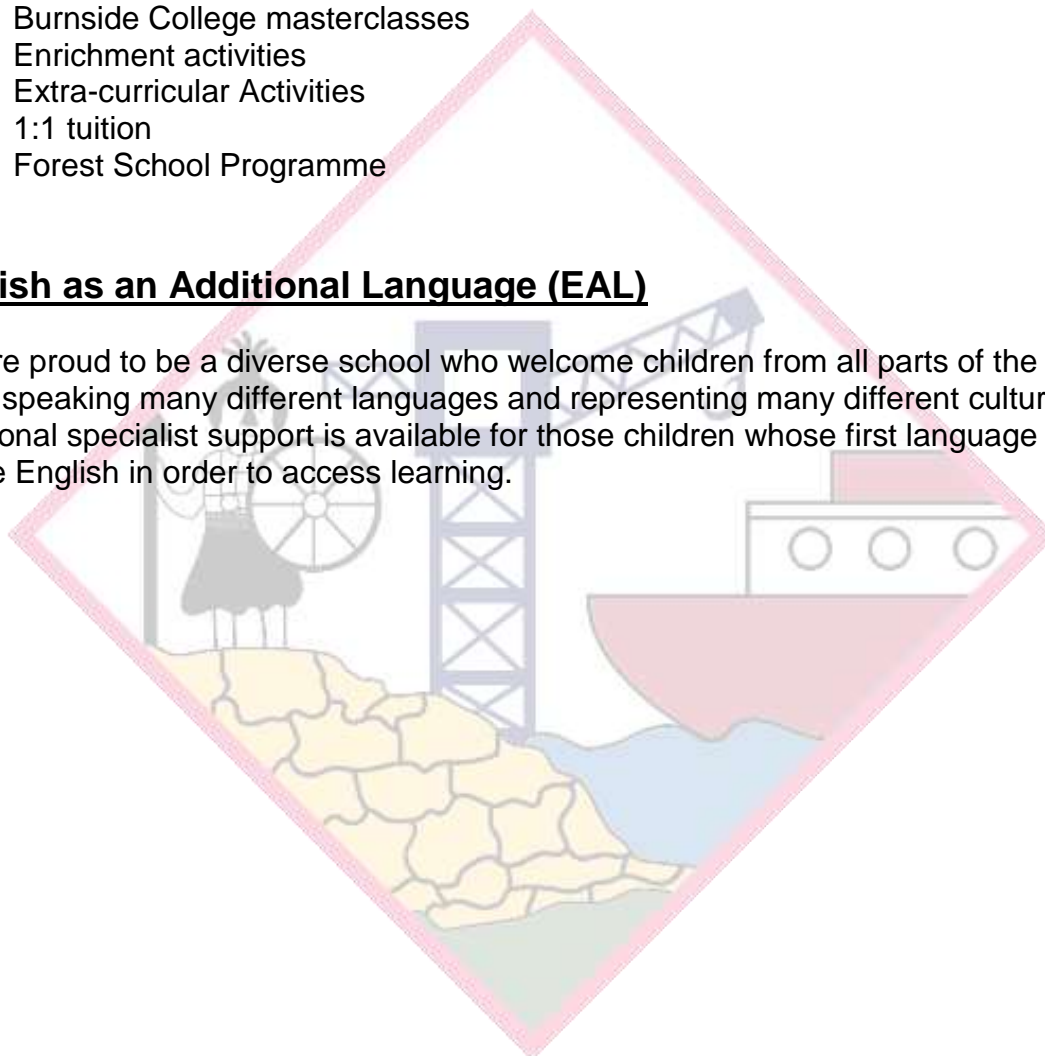 Burnside College masterclasses
Enrichment activities
Extra-curricular Activities
1:1 tuition
Forest School Programme
ish as an Additional Language (EAL)
re proud to be a diverse school who welcome children from all parts of the
speaking many different languages and representing many different cultur
onal specialist support is available for those children whose first language
e English in order to access learning.